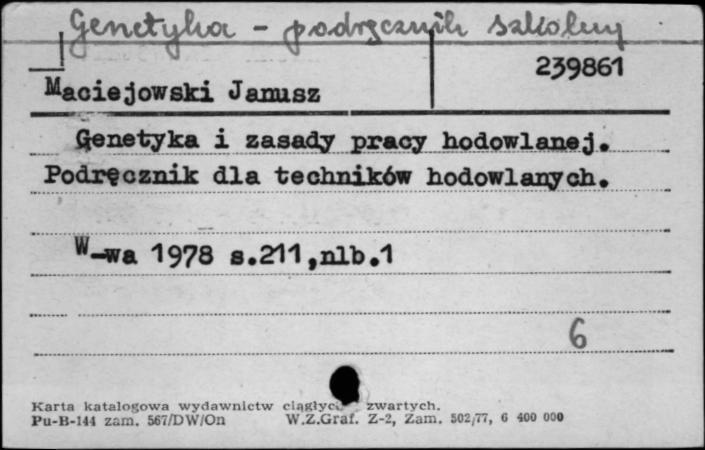 Genetyka - podręcznik szkolny
239861
Maciejowski Janusz
Genetyka i zasady pracy hodowlanej.
Podręcznik dla techników hodowlanych.
W-wa 1978 s.211,nlb.1
6
Karta katalogowa wydawnictw ciągłych zwartych.
Pu-B-144 zam. 567/DW/On W.Z.Graf. Z-2, Zam. 502/77, 6 400 000